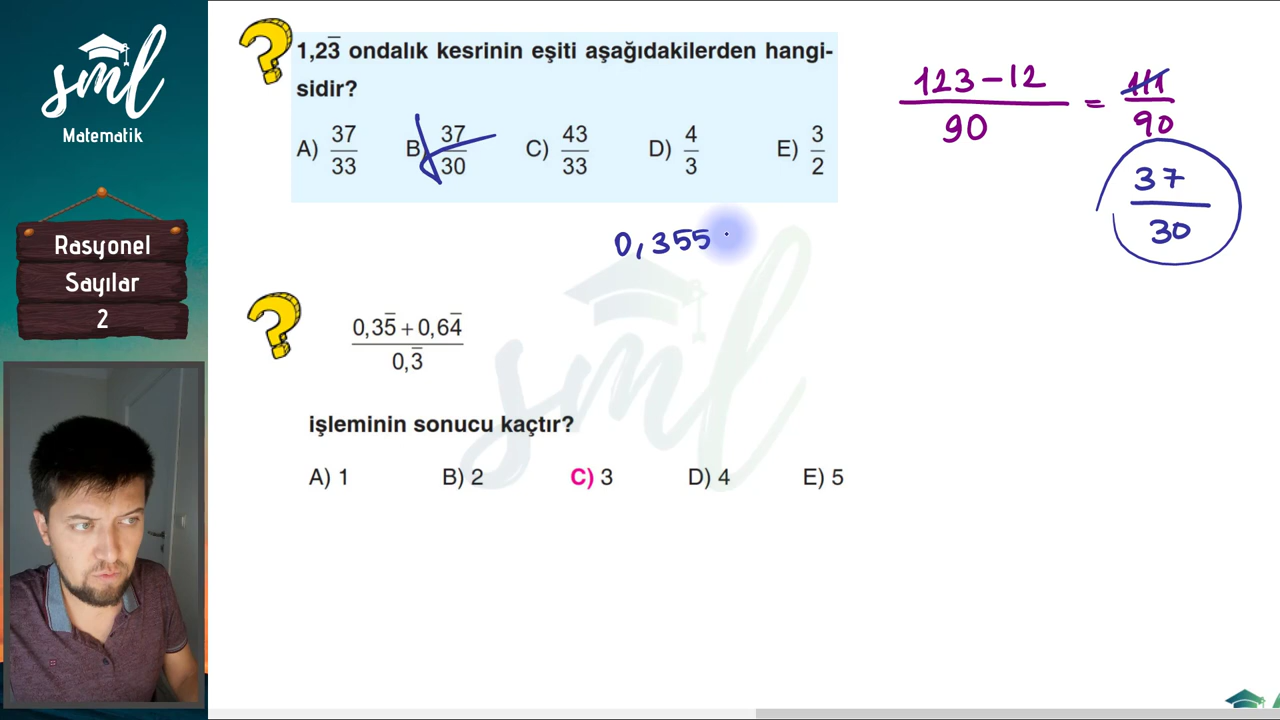 sml
Matematik
Rasyonel
Sayılar
2
1,23̅ ondalık kesrinin eşiti aşağıdakilerden hangi-
sidir?
A) 37/33 B) 37/30 C) 43/33 D) 4/3 E) 3/2
123-12/90 = 111/90
37/30
0,355
0,35̅ + 0,64̅
0,3̅
işleminin sonucu kaçtır?
A) 1 B) 2 C) 3 D) 4 E) 5
sml